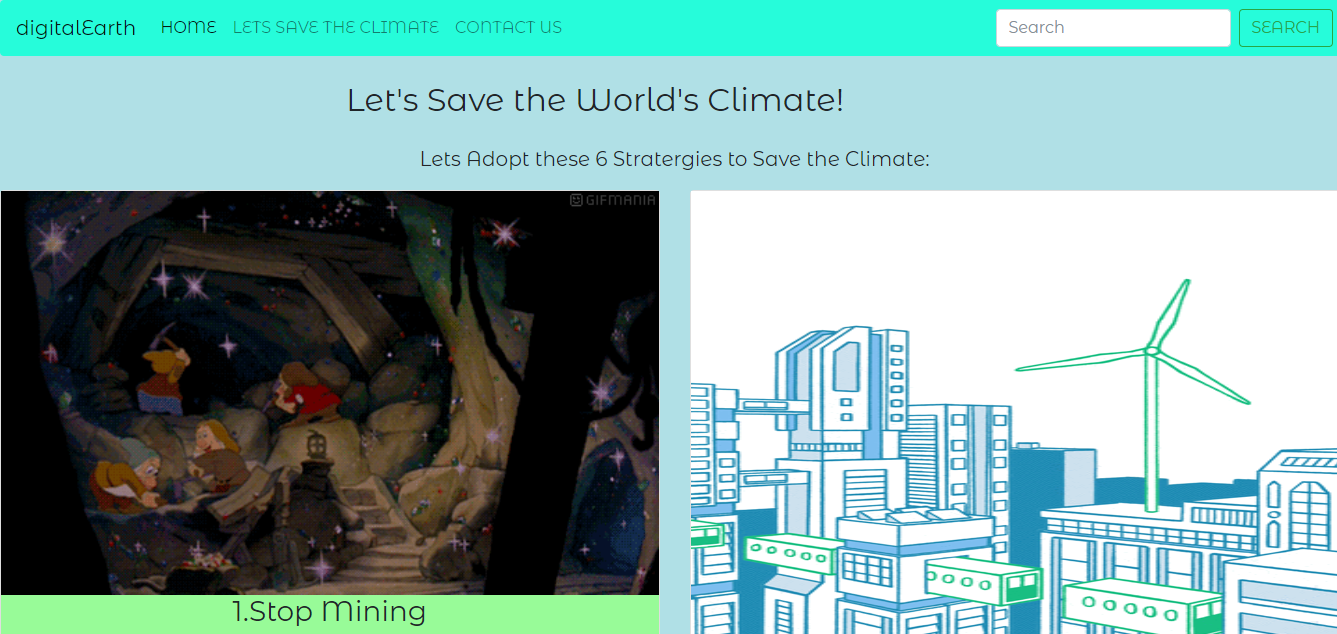 digitalEarth HOME LETS SAVE THE CLIMATE CONTACT US Search SEARCH
Let's Save the World's Climate!
Lets Adopt these 6 Stratergies to Save the Climate:
GIFMANIA
1.Stop Mining